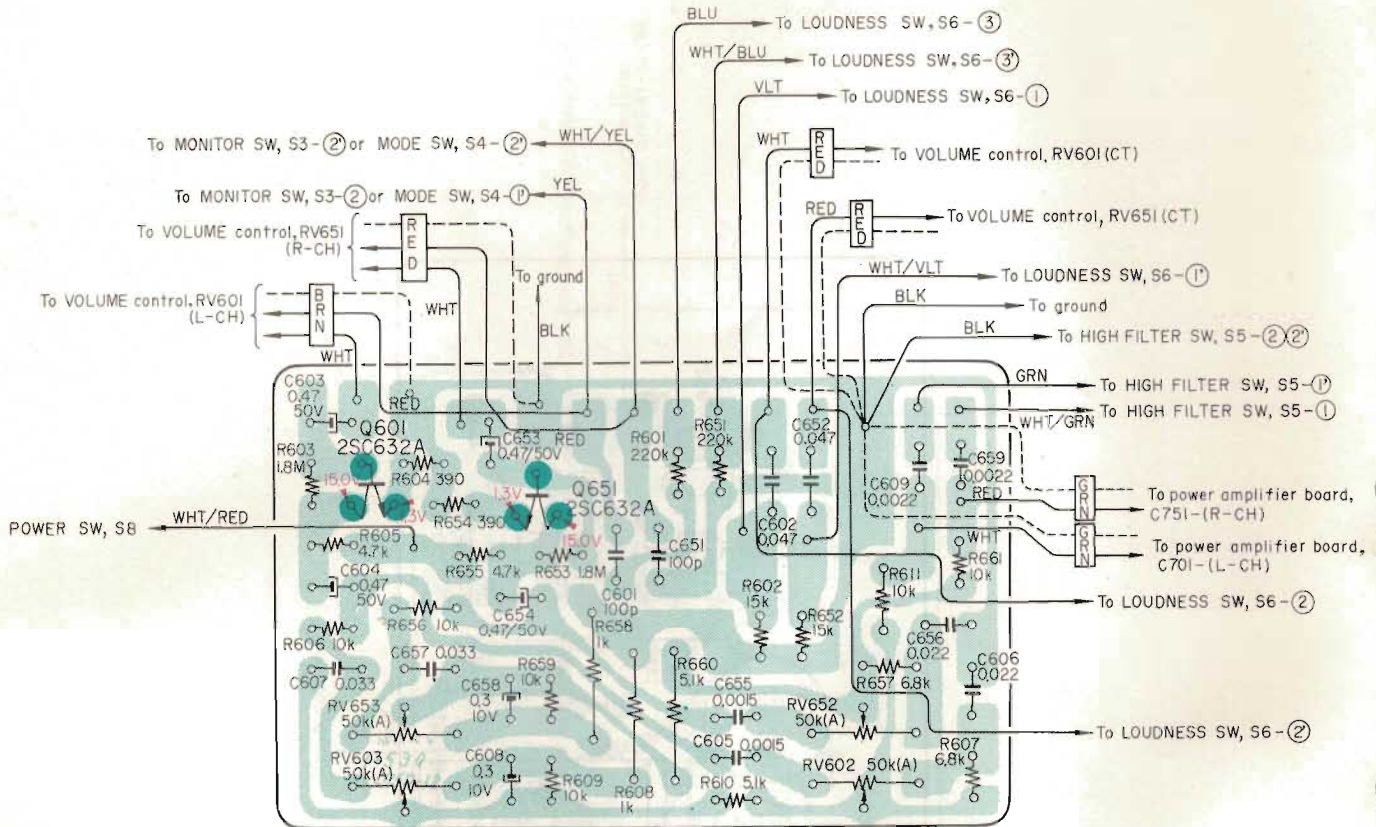 BLU
To LOUDNESS SW, S6-③
WHT/BLU
To LOUDNESS SW, S6-③'
VLT
To LOUDNESS SW, S6-①
WHT
RED
To VOLUME control, RV601 (CT)
To MONITOR SW, S3-②' or MODE SW, S4-②'
WHT/YEL
To MONITOR SW, S3-② or MODE SW, S4-①'
YEL
To VOLUME control, RV651
(R-CH)
RED
RED
RED
To VOLUME control, RV651 (CT)
To ground
WHT/VLT
To LOUDNESS SW, S6-①'
To VOLUME control, RV601
(L-CH)
BRN
WHT
BLK
BLK
To ground
BLK
To HIGH FILTER SW, S5-②②'
WHT
GRN
To HIGH FILTER SW, S5-①'
To HIGH FILTER SW, S5-①
WHT/GRN
C603
0.47
50V
RED
Q601
2SC632A
C653
0.47/50V
RED
R601
220k
R651
220k
C652
0.047
R603
1.8M
R604 390
15.0V
1.3V
R654 390
1.3V
Q651
2SC632A
15.0V
C609
0.0022
C659
0.0022
RED
GRN
To power amplifier board,
C751-(R-CH)
POWER SW, S8
WHT/RED
C602
0.047
WHT
GRN
To power amplifier board,
C701-(L-CH)
R605
4.7k
R655 4.7k
R653 1.8M
C651
100p
R661
10k
C604
0.47
50V
C654
0.47/50V
C601
100p
R602
15k
R652
15k
R611
10k
To LOUDNESS SW, S6-②
R656 10k
R658
1k
R606 10k
C656
0.022
C606
0.022
C607 0.033
C657 0.033
R659
10k
R660
5.1k
R657 6.8k
C658
0.3
10V
C655
0.0015
RV653
50k(A)
RV652
50k(A)
To LOUDNESS SW, S6-②'
C605 0.0015
R607
6.8k
RV603
50k(A)
C608
0.3
10V
R609
10k
R608
1k
R610 5.1k
RV602 50k(A)